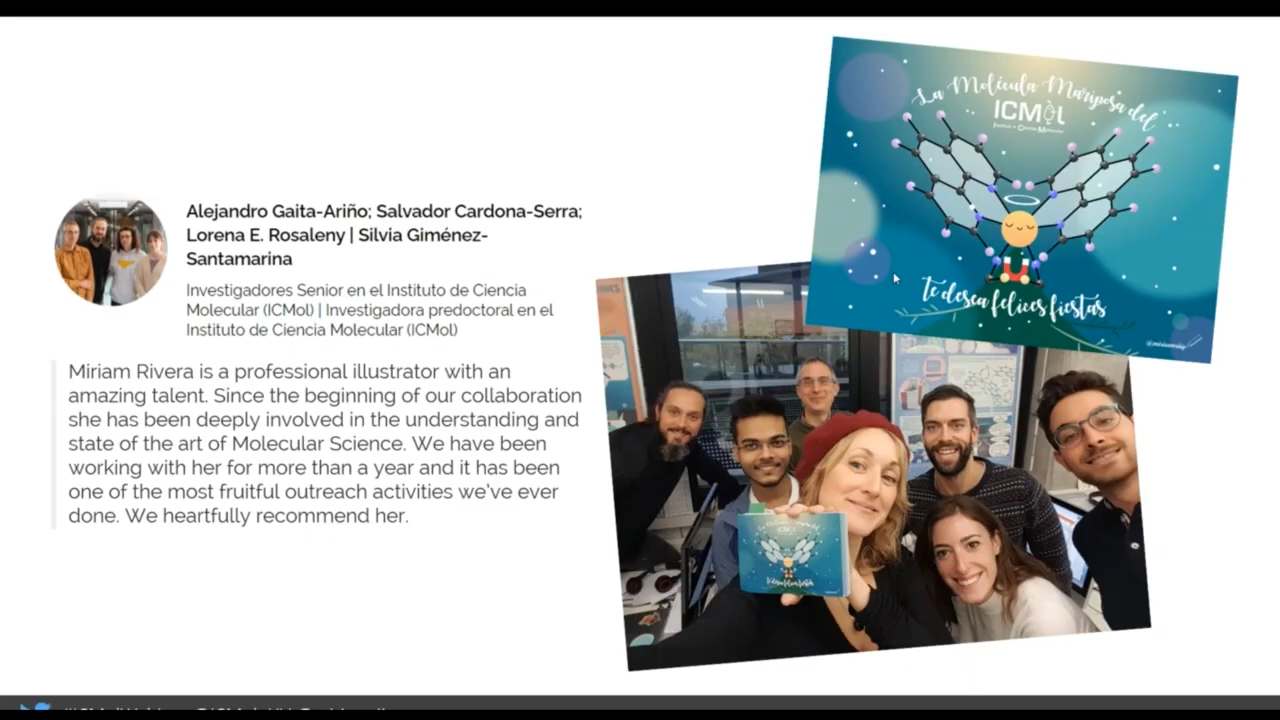 Alejandro Gaita-Ariño; Salvador Cardona-Serra;
Lorena E. Rosaleny | Silvia Giménez-
Santamarina
Investigadores Senior en el Instituto de Ciencia
Molecular (ICMol) | Investigadora predoctoral en el
Instituto de Ciencia Molecular (ICMol)
Miriam Rivera is a professional illustrator with an
amazing talent. Since the beginning of our collaboration
she has been deeply involved in the understanding and
state of the art of Molecular Science. We have been
working with her for more than a year and it has been
one of the most fruitful outreach activities we've ever
done. We heartfully recommend her.
La Molécula Mariposa del
ICMol
Te desea felices fiestas